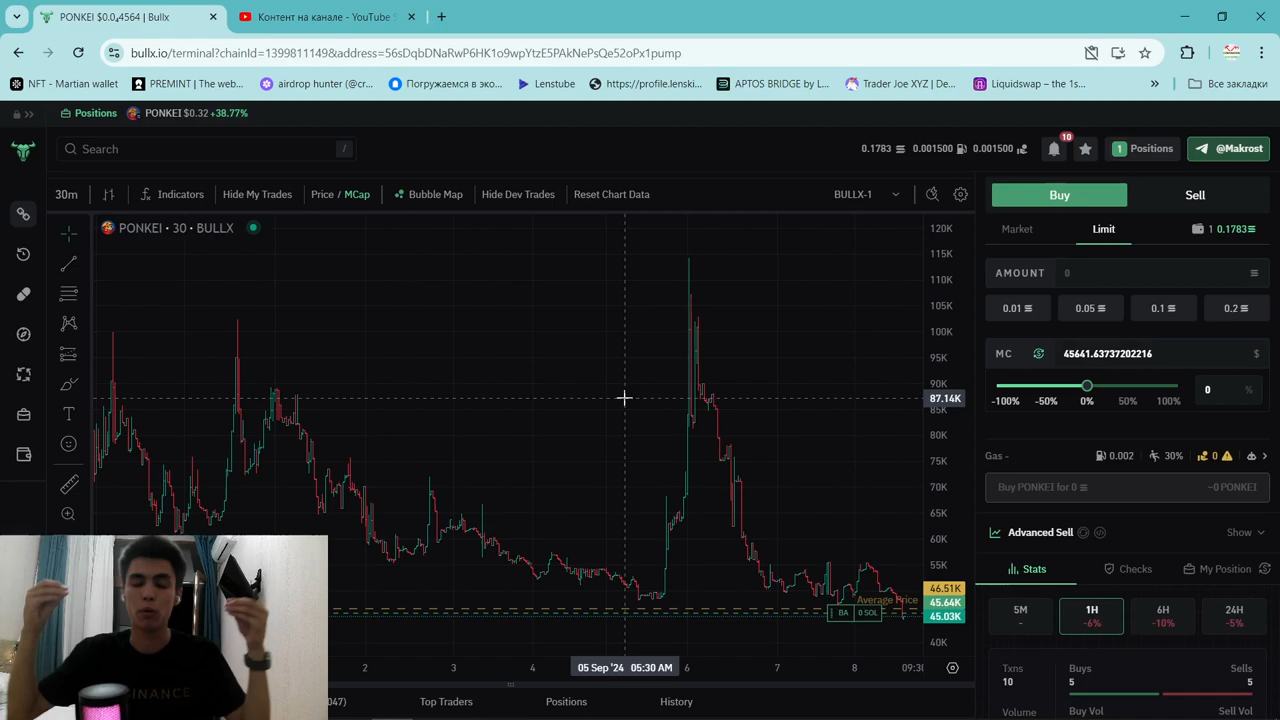 PONKEI $0.0₄4564 | Bullx
Контент на канале - YouTube S
bullx.io/terminal?chainId=1399811149&address=56sDqbDNaRwP6HK1o9wpYtzE5PAkNePsQe52oPx1pump
NFT - Martian wallet
PREMINT | The web...
airdrop hunter (@cr...
Погружаемся в эко...
Lenstube
https://profile.lenski...
APTOS BRIDGE by L...
Trader Joe XYZ | De...
Liquidswap – the 1s...
Все закладки
Positions
PONKEI $0.32 +38.77%
Search /
0.1783 0.001500 0.001500
10
1 Positions
@Makrost
30m
Indicators
Hide My Trades
Price / MCap
Bubble Map
Hide Dev Trades
Reset Chart Data
BULLX-1
PONKEI · 30 · BULLX
120K
115K
110K
105K
100K
95K
90K
87.14K
85K
80K
75K
70K
65K
60K
55K
46.51K
45.64K
45.03K
40K
Average Price
BA 0 SOL
2
3
4
05 Sep '24 05:30 AM
6
7
8
09:30
047)
Top Traders
Positions
History
Buy
Sell
Market
Limit
1 0.1783
AMOUNT 0
0.01
0.05
0.1
0.2
MC 45641.63737202216 $
-100% -50% 0% 50% 100%
0 %
Gas -
0.002 30% 0
Buy PONKEI for 0
~0 PONKEI
Advanced Sell
Show
Stats
Checks
My Position
5M
-
1H
-6%
6H
-10%
24H
-5%
Txns
10
Buys
5
Sells
5
Volume
Buy Vol
Sell Vol
INANCE